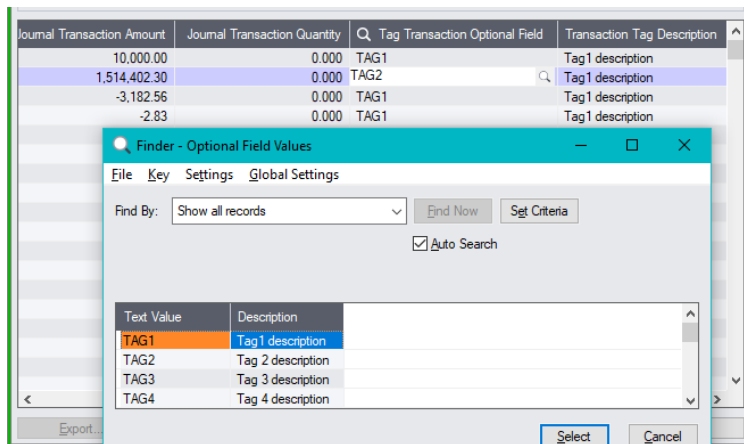 Journal Transaction Amount Journal Transaction Quantity Tag Transaction Optional Field Transaction Tag Description
10,000.00 0.000 TAG1 Tag1 description
1,514,402.30 0.000 TAG2 Tag1 description
-3,182.56 0.000 TAG1 Tag1 description
-2.83 0.000 TAG1 Tag1 description
Finder - Optional Field Values
File Key Settings Global Settings
Find By: Show all records Find Now Set Criteria
Auto Search
Text Value Description
TAG1 Tag1 description
TAG2 Tag 2 description
TAG3 Tag 3 description
TAG4 Tag 4 description
Export...
Select Cancel